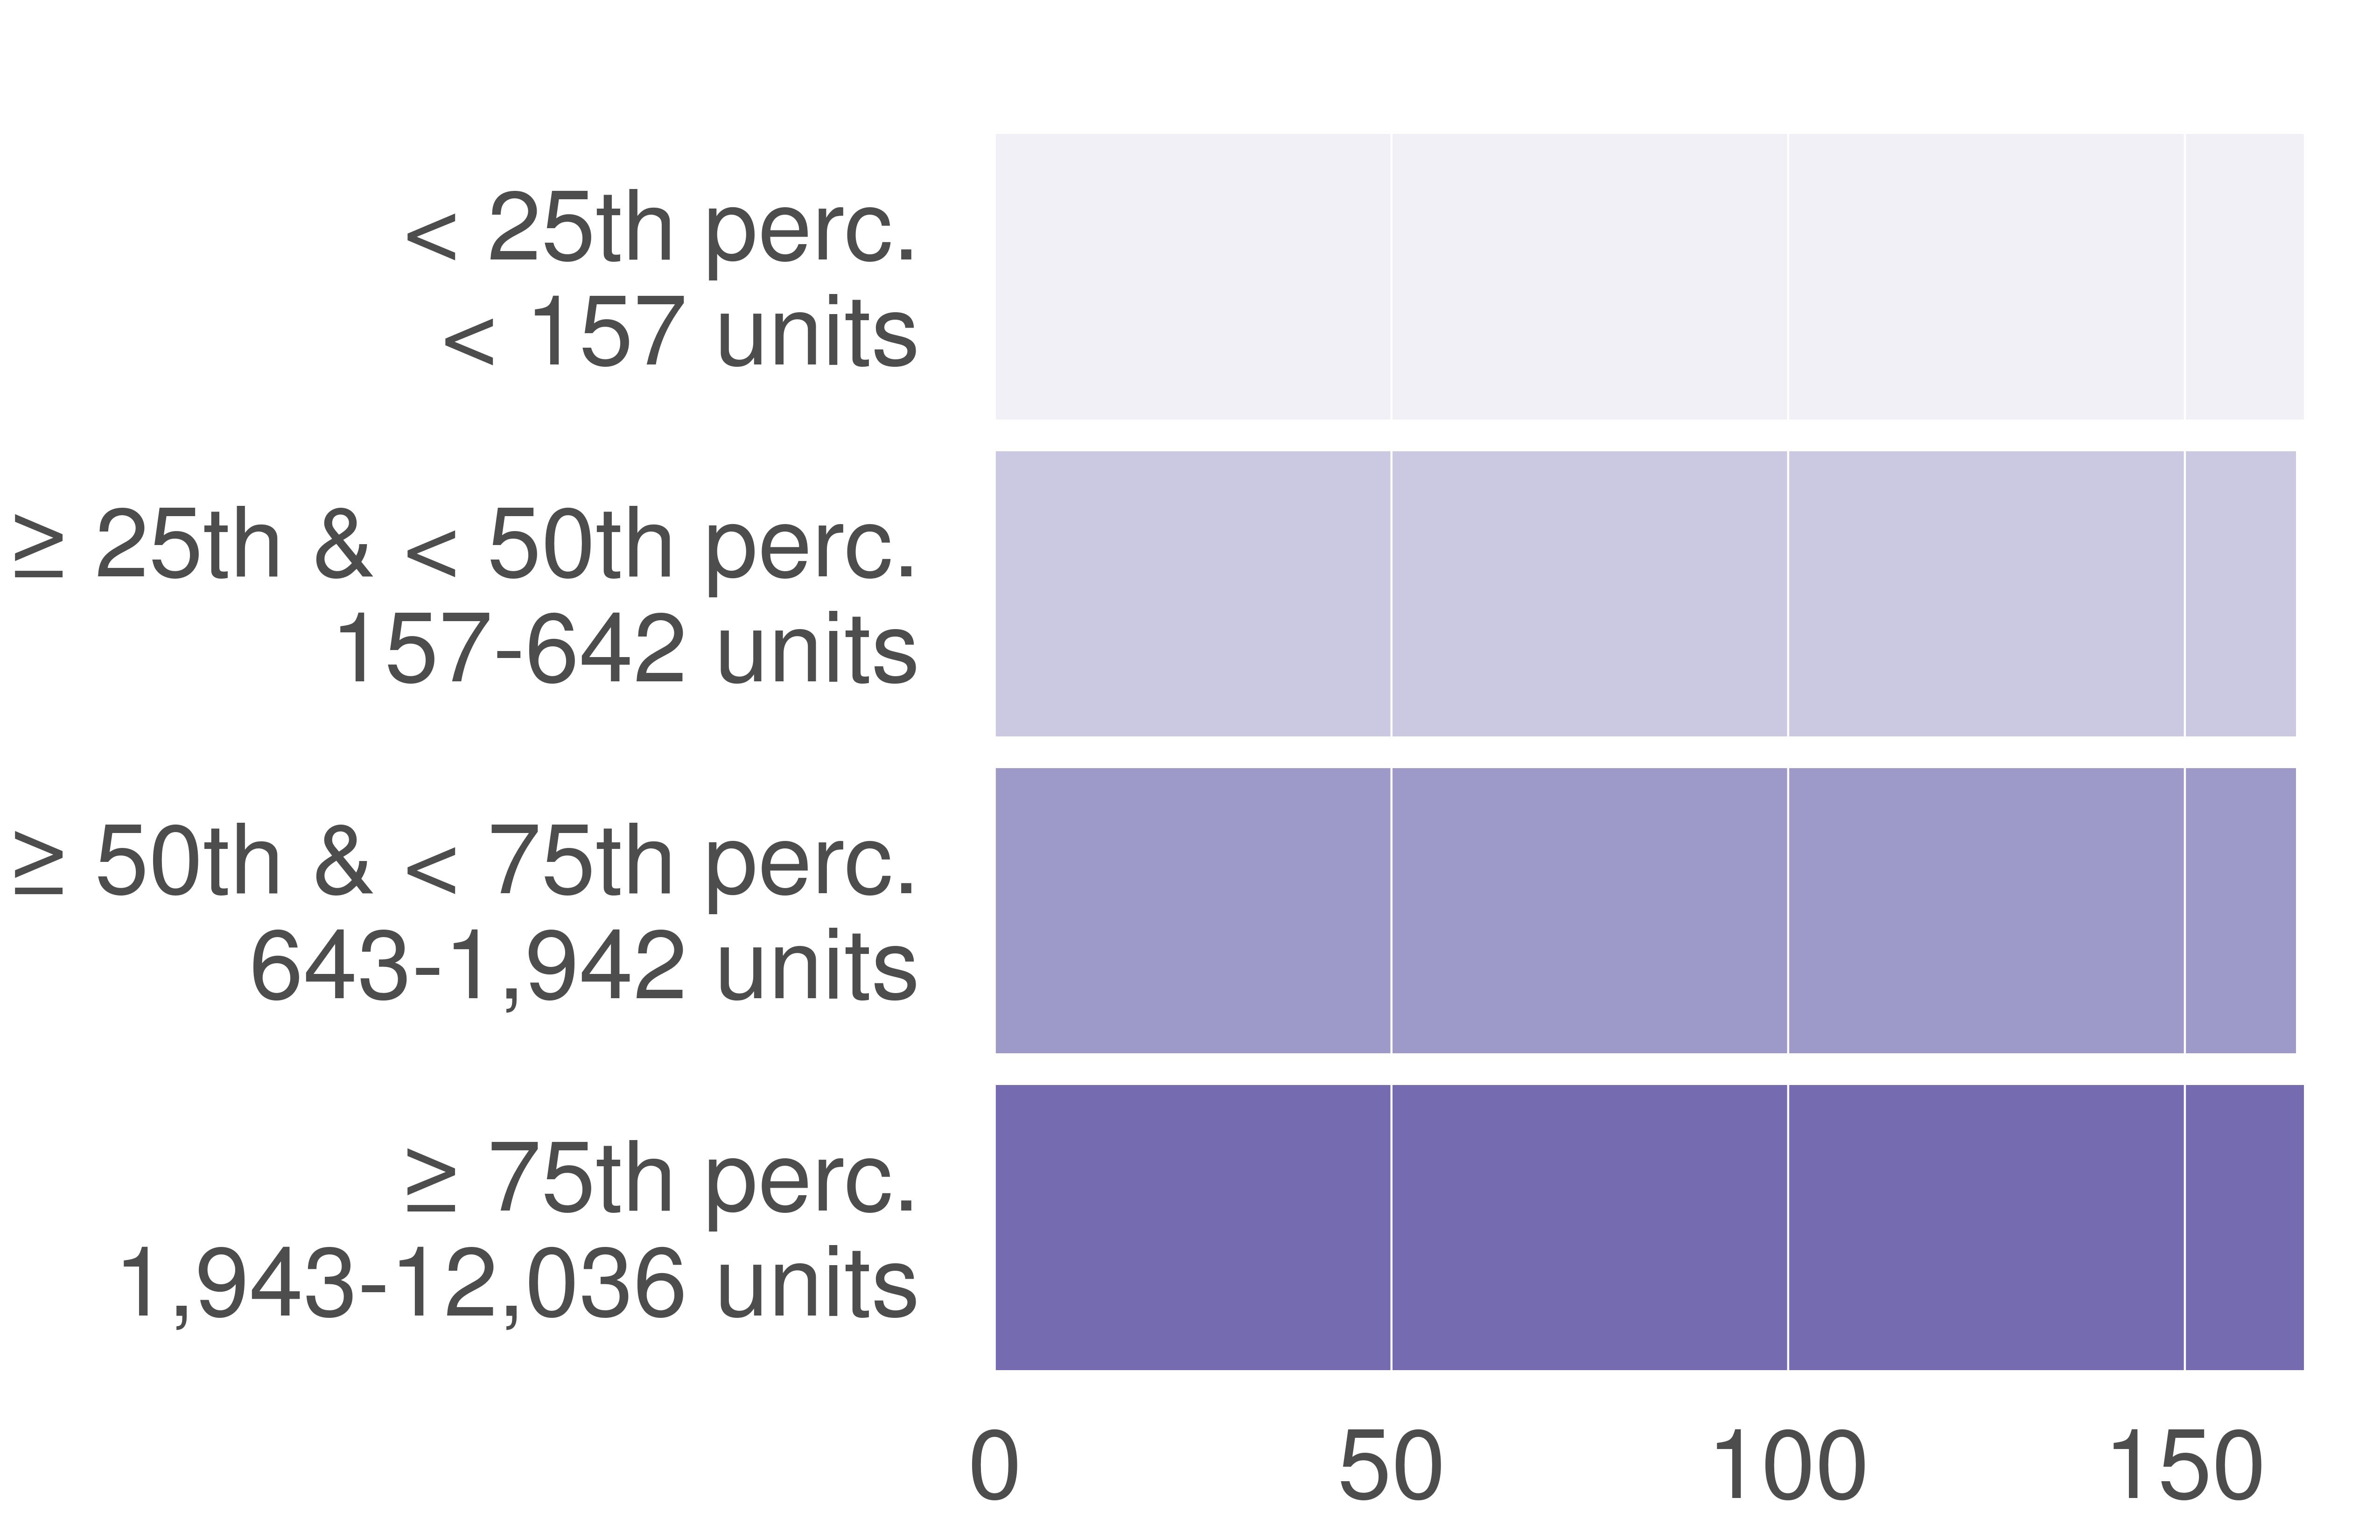 < 25th perc.
< 157 units
≥ 25th & < 50th perc.
157-642 units
≥ 50th & < 75th perc.
643-1,942 units
≥ 75th perc.
1,943-12,036 units
0 50 100 150